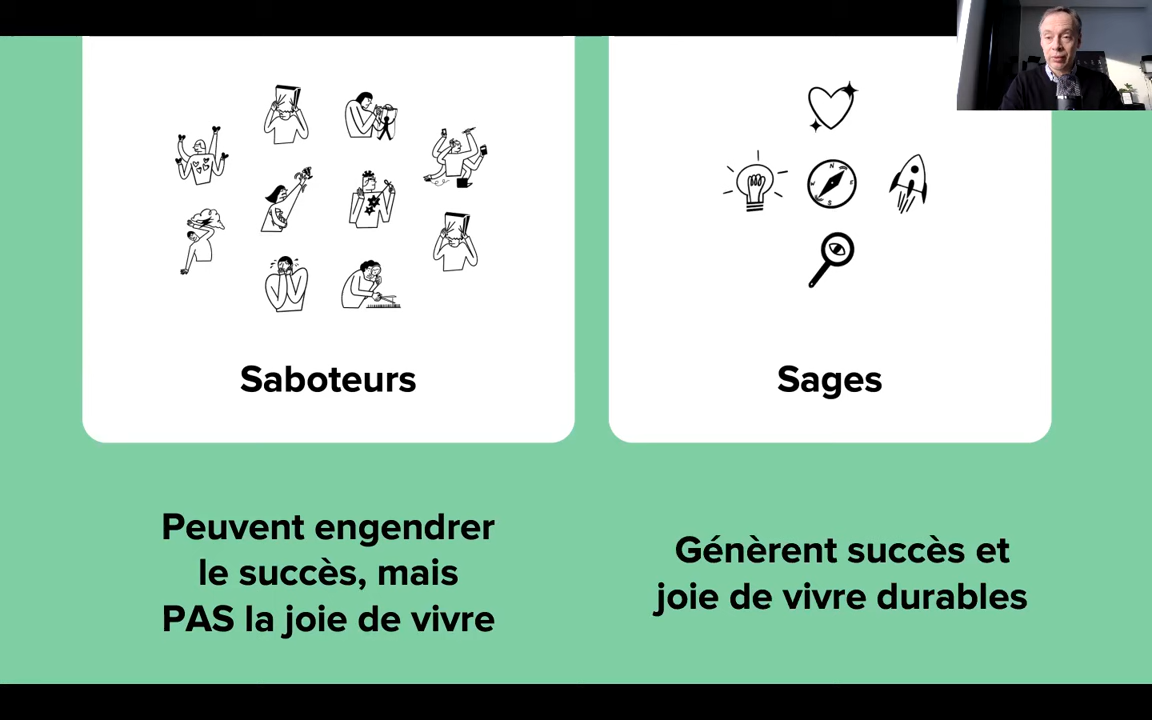 Saboteurs
Sages
Peuvent engendrer
le succès, mais
PAS la joie de vivre
Génèrent succès et
joie de vivre durables